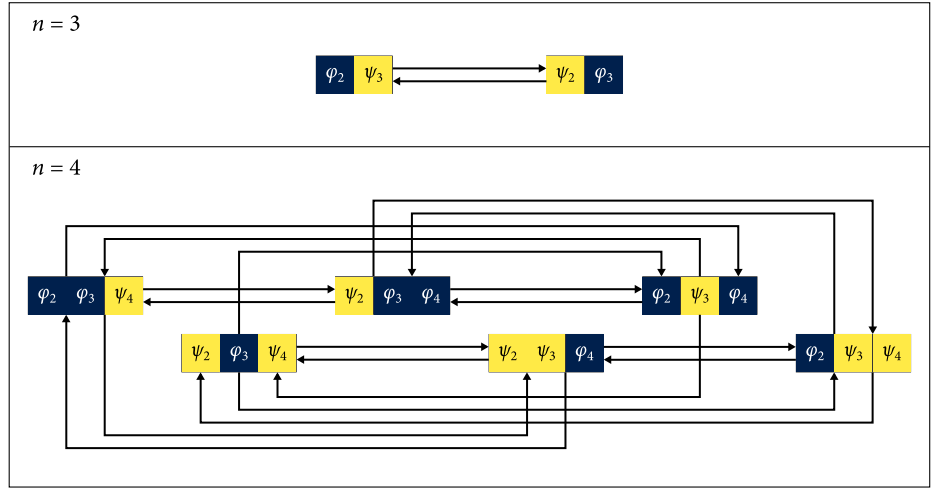 n = 3
φ₂ ψ₃ ψ₂ φ₃
n = 4
φ₂ φ₃ ψ₄ ψ₂ φ₃ φ₄ φ₂ ψ₃ φ₄
ψ₂ φ₃ ψ₄ ψ₂ ψ₃ φ₄ φ₂ ψ₃ ψ₄